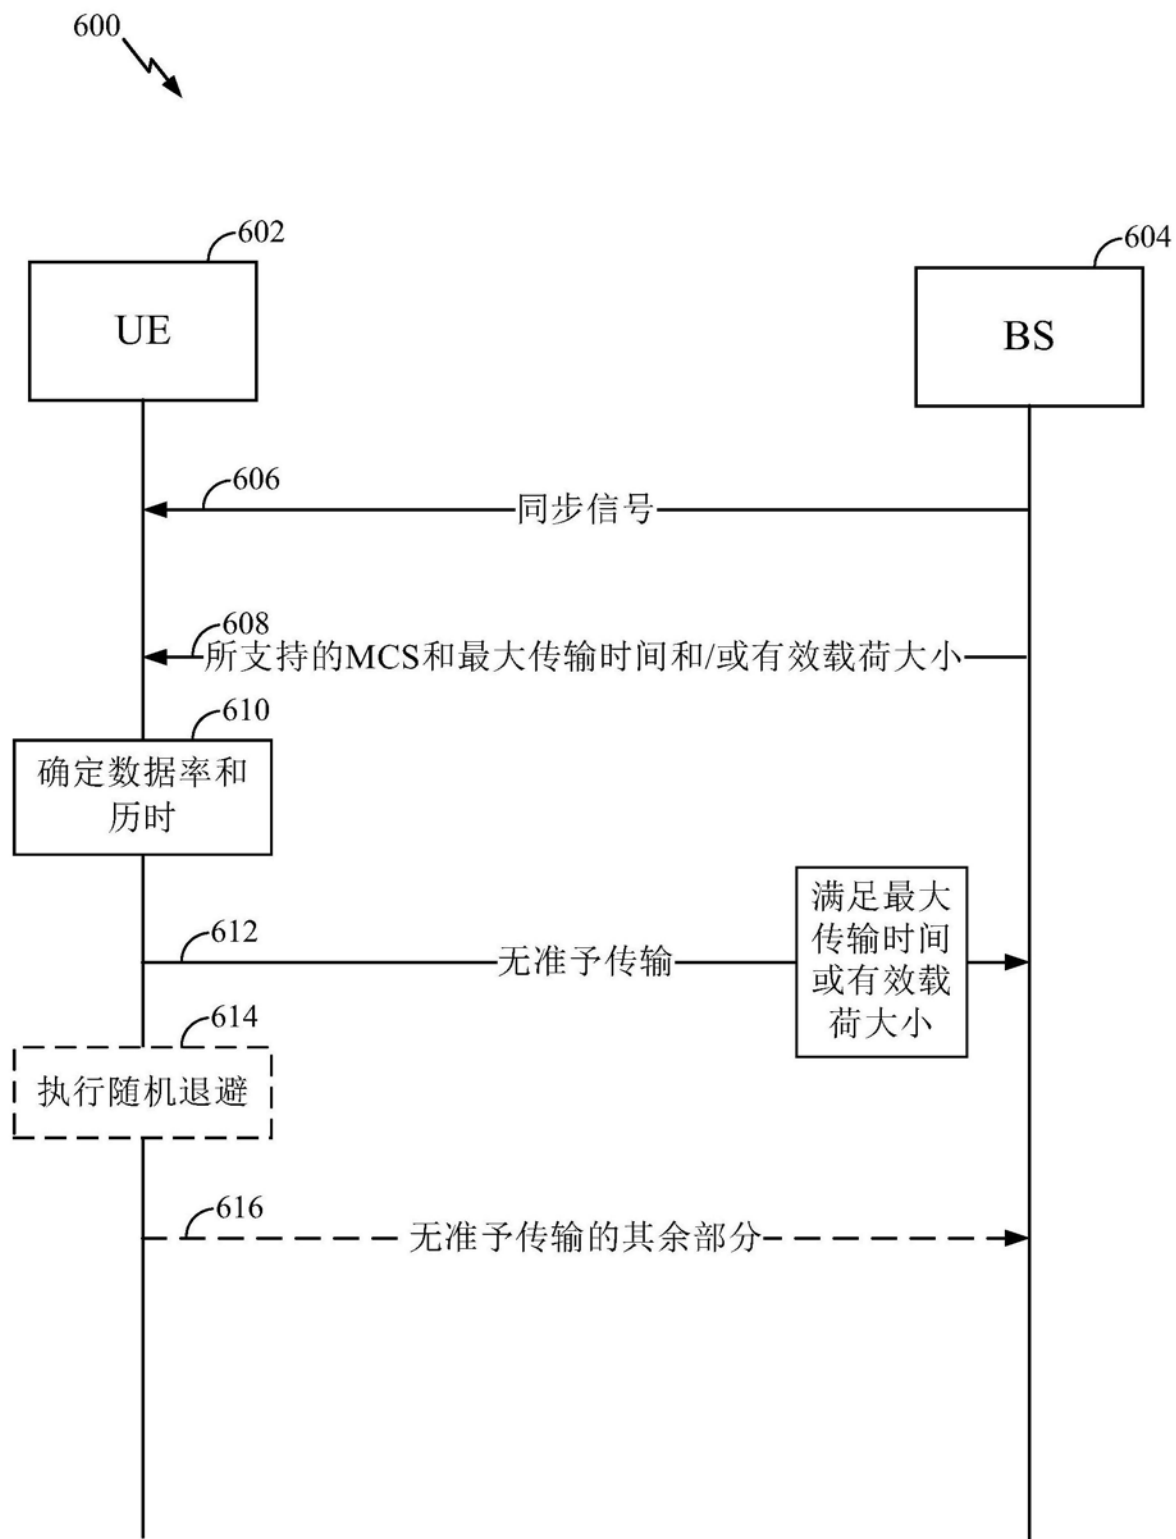 600
602
604
UE
BS
606
同步信号
608
所支持的MCS和最大传输时间和/或有效载荷大小
610
确定数据率和
历时
满足最大
传输时间
或有效载
荷大小
612
无准予传输
614
执行随机退避
616
无准予传输的其余部分